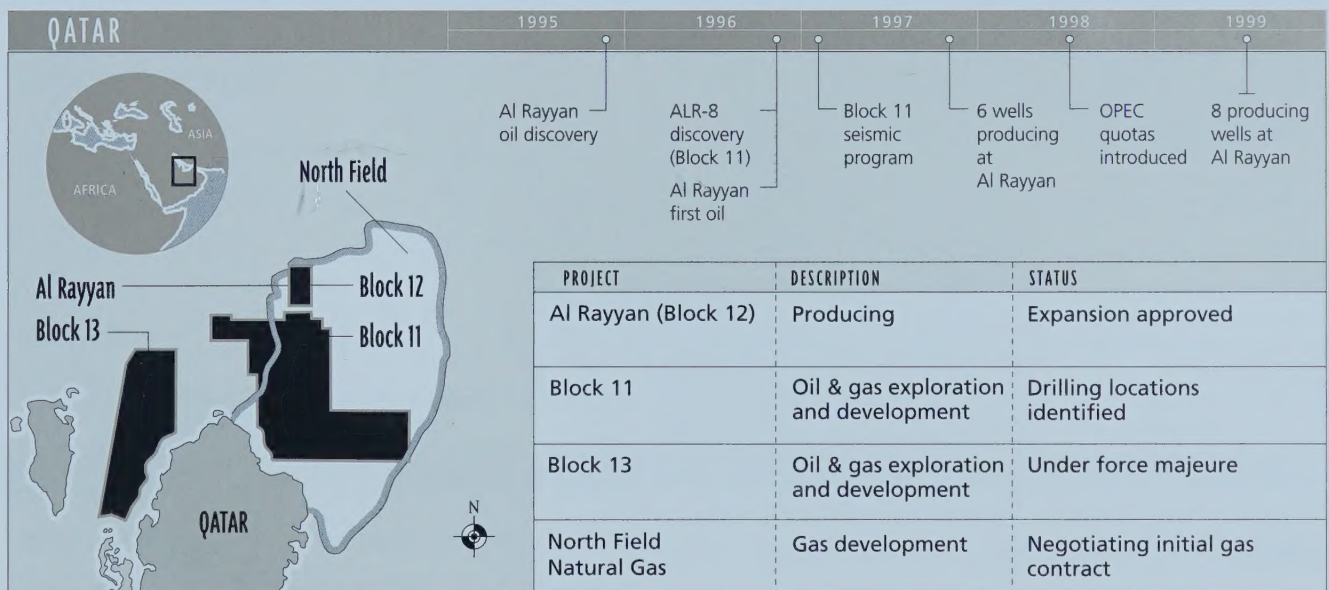 QATAR
1995 1996 1997 1998 1999
Al Rayyan
oil discovery
ALR-8
discovery
(Block 11)
Al Rayyan
first oil
Block 11
seismic
program
6 wells
producing
at
Al Rayyan
OPEC
quotas
introduced
8 producing
wells at
Al Rayyan
ASIA
AFRICA
North Field
Al Rayyan
Block 12
Block 13
Block 11
QATAR
N
PROJECT DESCRIPTION STATUS
Al Rayyan (Block 12) Producing Expansion approved
Block 11 Oil & gas exploration Drilling locations
and development identified
Block 13 Oil & gas exploration Under force majeure
and development
North Field Gas development Negotiating initial gas
Natural Gas contract